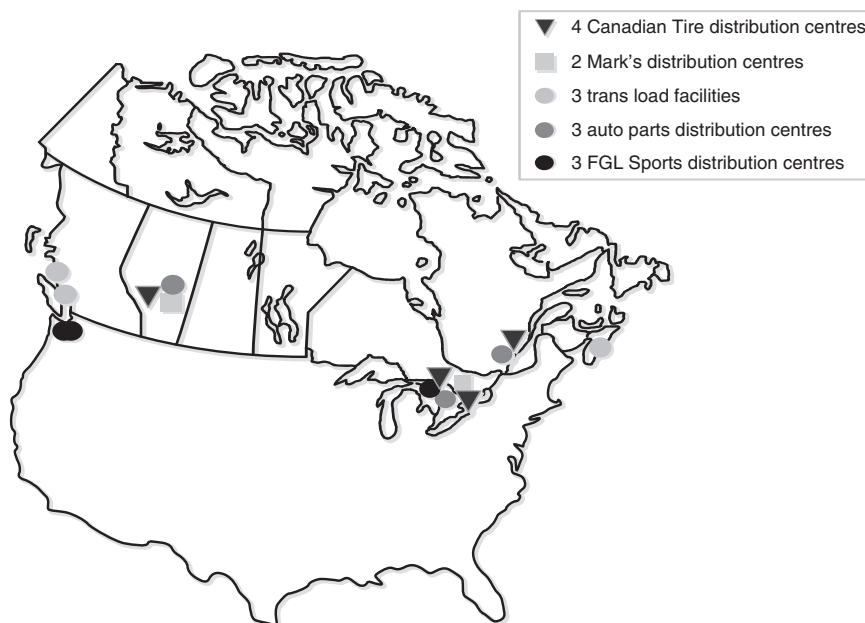 4 Canadian Tire distribution centres
2 Mark's distribution centres
3 trans load facilities
3 auto parts distribution centres
3 FGL Sports distribution centres